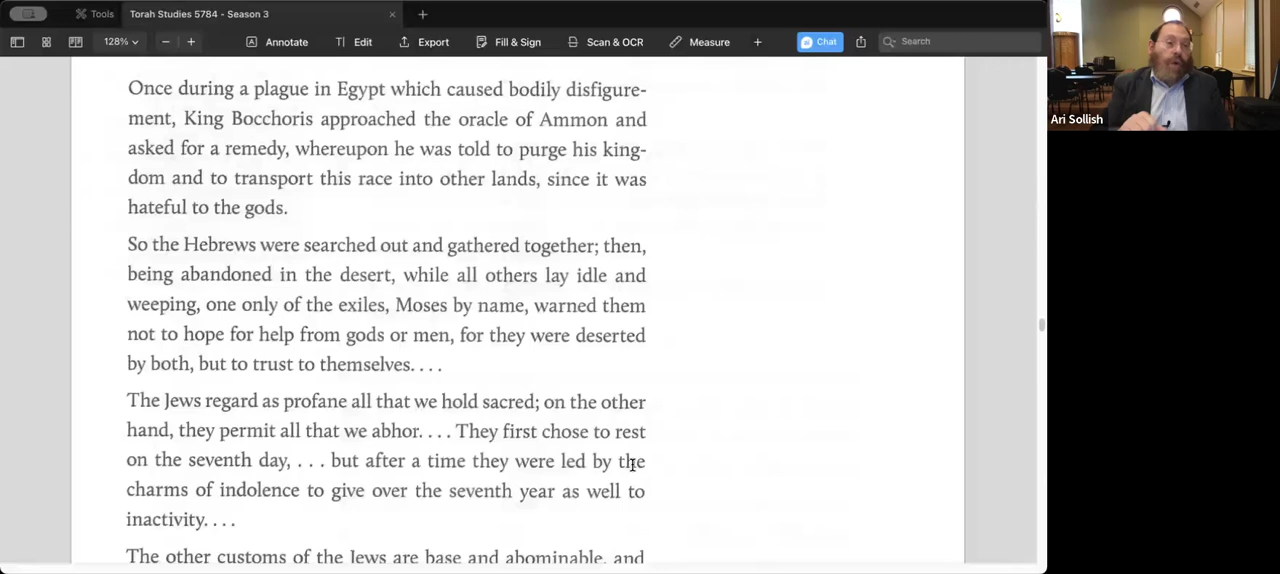 Tools
Torah Studies 5784 - Season 3
128%
Annotate
Edit
Export
Fill & Sign
Scan & OCR
Measure
Chat
Search
Once during a plague in Egypt which caused bodily disfigure-
ment, King Bocchoris approached the oracle of Ammon and
asked for a remedy, whereupon he was told to purge his king-
dom and to transport this race into other lands, since it was
hateful to the gods.
So the Hebrews were searched out and gathered together; then,
being abandoned in the desert, while all others lay idle and
weeping, one only of the exiles, Moses by name, warned them
not to hope for help from gods or men, for they were deserted
by both, but to trust to themselves. . . .
The Jews regard as profane all that we hold sacred; on the other
hand, they permit all that we abhor. . . . They first chose to rest
on the seventh day, . . . but after a time they were led by the
charms of indolence to give over the seventh year as well to
inactivity. . . .
The other customs of the Jews are base and abominable, and
Ari Sollish